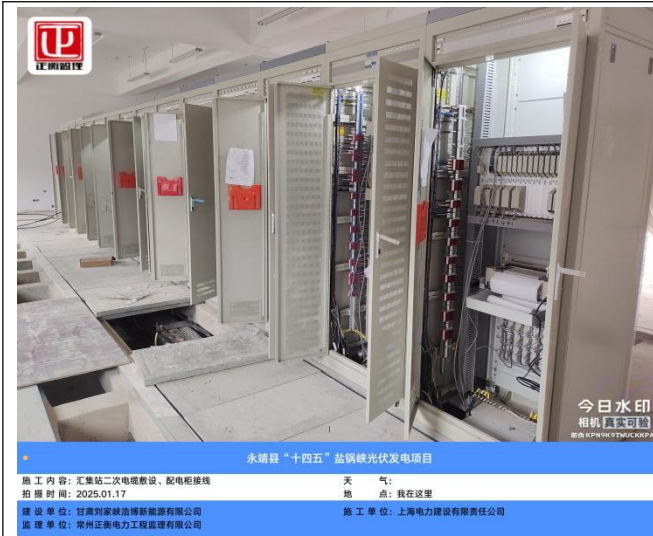 正衡监理
今日水印
相机 真实可验
防伪 KPN9K9TWUCKKPA
永靖县“十四五”盐锅峡光伏发电项目
施工内容: 汇集站二次电缆敷设、配电柜接线
天 气:
拍摄时间: 2025.01.17
地 点: 我在这里
建设单位: 甘肃刘家峡浩博新能源有限公司
施工单位: 上海电力建设有限责任公司
监理单位: 常州正衡电力工程监理有限公司